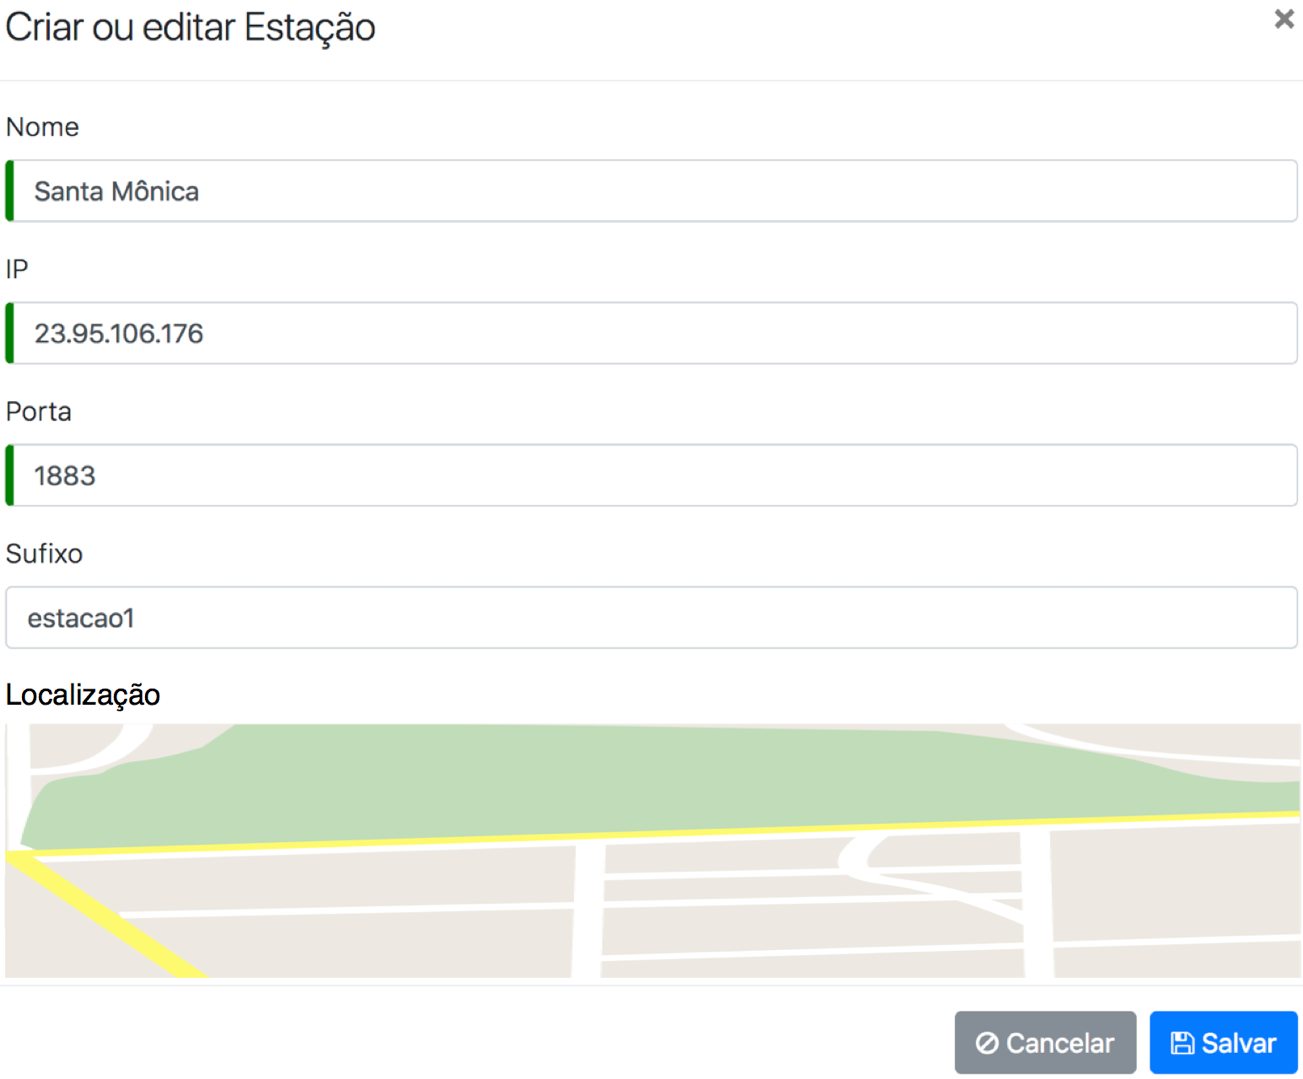 Criar ou editar Estação
Nome
Santa Mônica
IP
23.95.106.176
Porta
1883
Sufixo
estacao1
Localização
Cancelar
Salvar